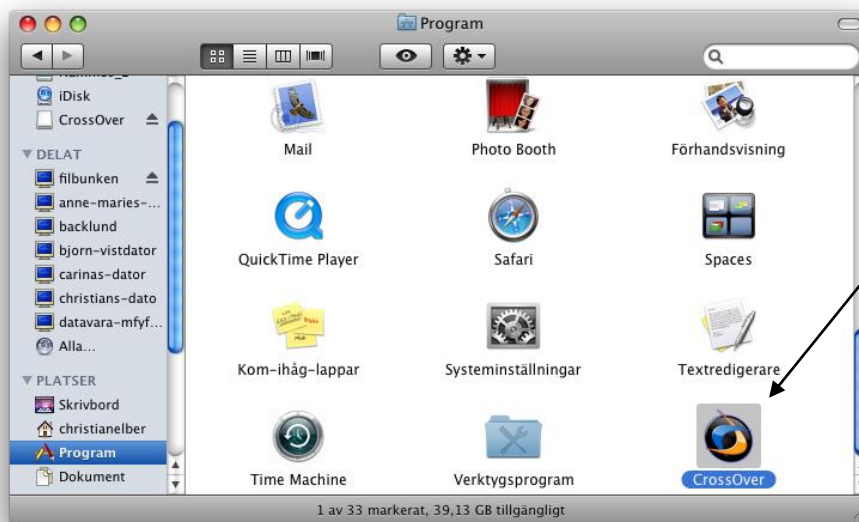 Program
iDisk
CrossOver
DELAT
filbunken
anne-maries-...
backlund
bjorn-vistdator
carinas-dator
christians-dato
datavara-mfyf...
Alla...
PLATSER
Skrivbord
christianelber
Program
Dokument
Mail
Photo Booth
Förhandsvisning
QuickTime Player
Safari
Spaces
Kom-ihåg-lappar
Systeminställningar
Textredigerare
Time Machine
Verktygsprogram
CrossOver
1 av 33 markerat, 39,13 GB tillgängligt